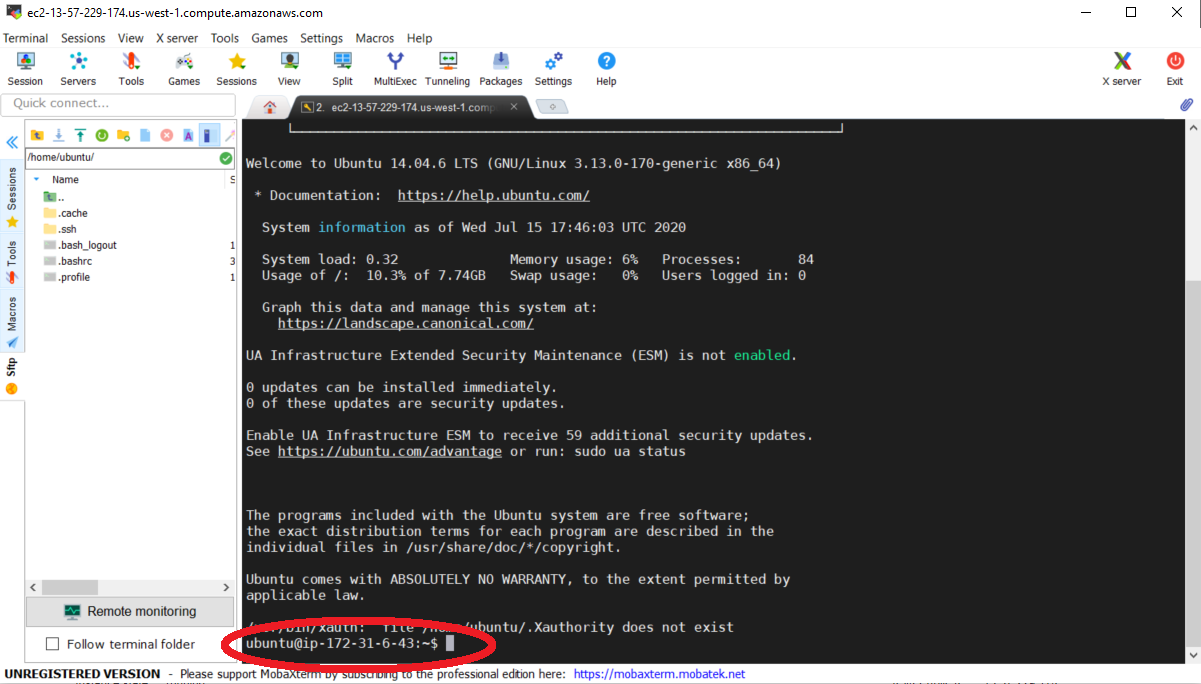 ec2-13-57-229-174.us-west-1.compute.amazonaws.com
Terminal Sessions View X server Tools Games Settings Macros Help
Session Servers Tools Games Sessions View Split MultiExec Tunneling Packages Settings Help X server Exit
Quick connect...
2. ec2-13-57-229-174.us-west-1.comp
/home/ubuntu/
Name S
..
.cache
.ssh
.bash_logout 1
.bashrc 3
.profile 1
Sessions
Tools
Macros
Sftp
Remote monitoring
Follow terminal folder
Welcome to Ubuntu 14.04.6 LTS (GNU/Linux 3.13.0-170-generic x86_64)
* Documentation: https://help.ubuntu.com/
System information as of Wed Jul 15 17:46:03 UTC 2020
System load: 0.32 Memory usage: 6% Processes: 84
Usage of /: 10.3% of 7.74GB Swap usage: 0% Users logged in: 0
Graph this data and manage this system at:
https://landscape.canonical.com/
UA Infrastructure Extended Security Maintenance (ESM) is not enabled.
0 updates can be installed immediately.
0 of these updates are security updates.
Enable UA Infrastructure ESM to receive 59 additional security updates.
See https://ubuntu.com/advantage or run: sudo ua status
The programs included with the Ubuntu system are free software;
the exact distribution terms for each program are described in the
individual files in /usr/share/doc/*/copyright.
Ubuntu comes with ABSOLUTELY NO WARRANTY, to the extent permitted by
applicable law.
/usr/bin/xauth: file /home/ubuntu/.Xauthority does not exist
ubuntu@ip-172-31-6-43:~$
UNREGISTERED VERSION - Please support MobaXterm by subscribing to the professional edition here: https://mobaxterm.mobatek.net